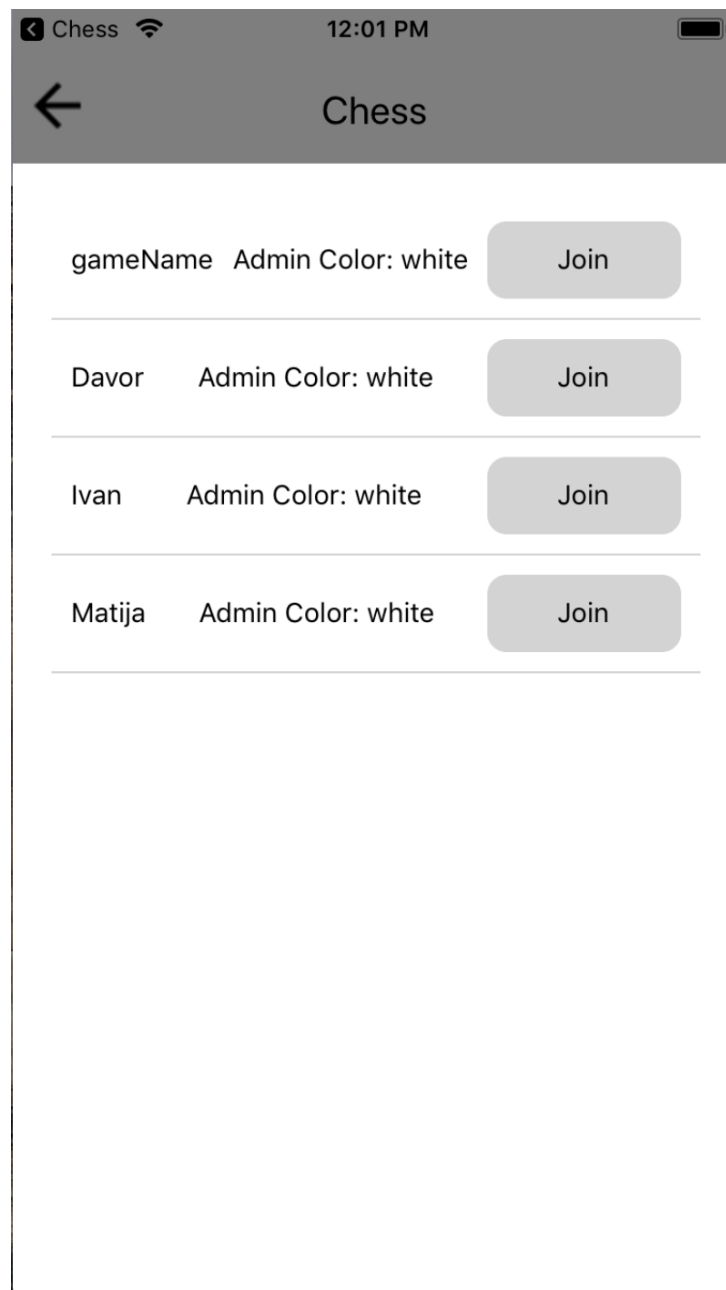 Chess 12:01 PM
Chess
gameName Admin Color: white Join
Davor Admin Color: white Join
Ivan Admin Color: white Join
Matija Admin Color: white Join